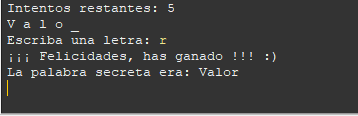 Intentos restantes: 5
V a l o _
Escriba una letra: r
¡¡¡ Felicidades, has ganado !!! :)
La palabra secreta era: Valor